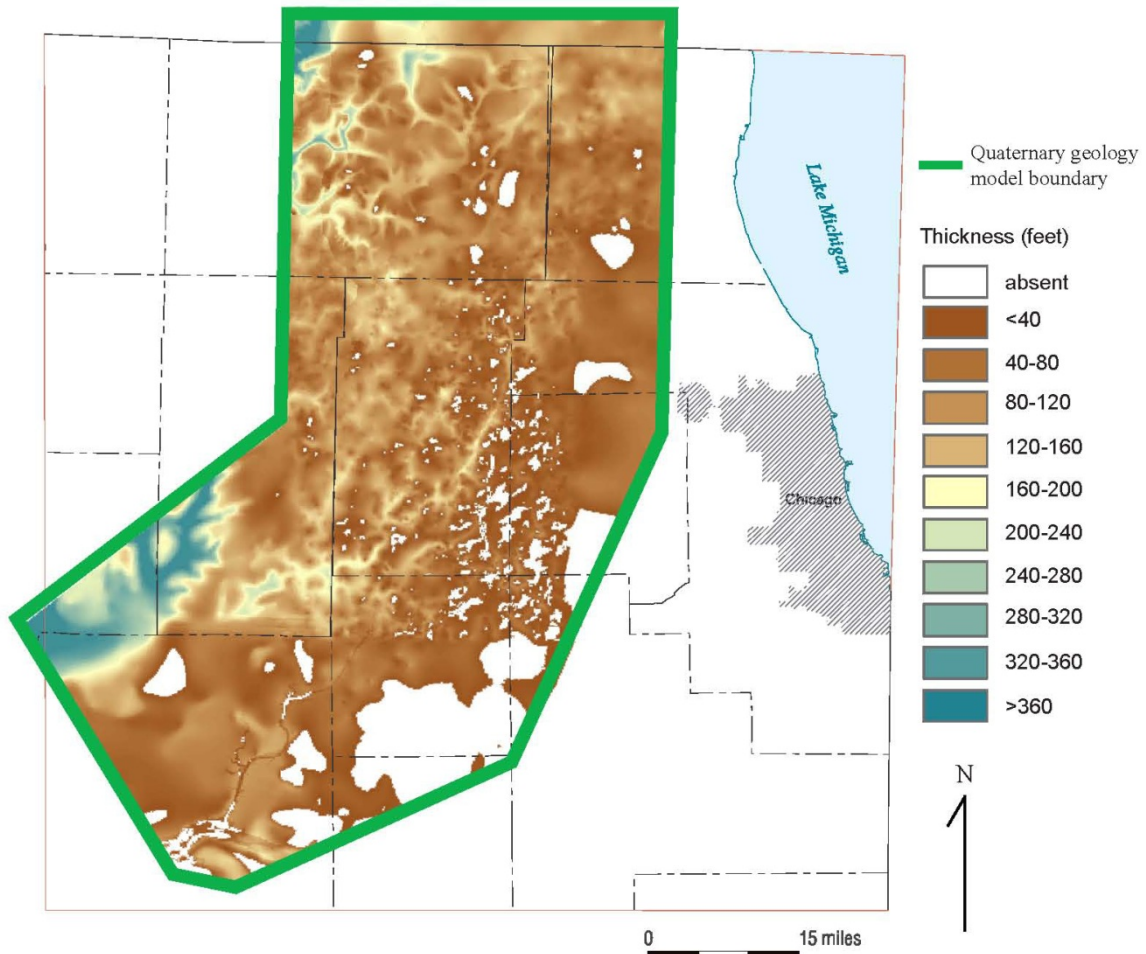 Lake Michigan
Chicago
Quaternary geology
model boundary
Thickness (feet)
absent
<40
40-80
80-120
120-160
160-200
200-240
240-280
280-320
320-360
>360
N
0 15 miles